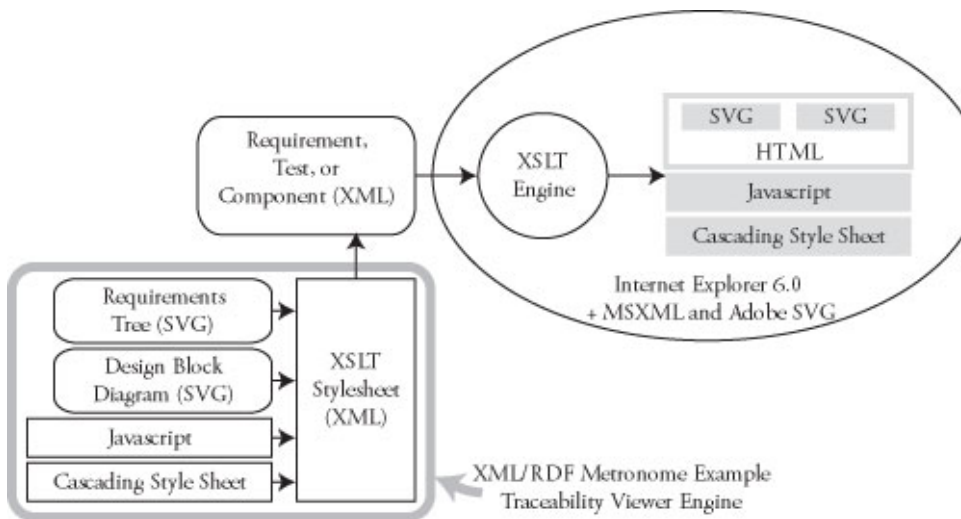 SVG
SVG
HTML
Requirement,
Test, or
Component (XML)
XSLT
Engine
Javascript
Cascading Style Sheet
Internet Explorer 6.0
+ MSXML and Adobe SVG
Requirements
Tree (SVG)
Design Block
Diagram (SVG)
Javascript
Cascading Style Sheet
XSLT
Stylesheet
(XML)
XML/RDF Metronome Example
Traceability Viewer Engine